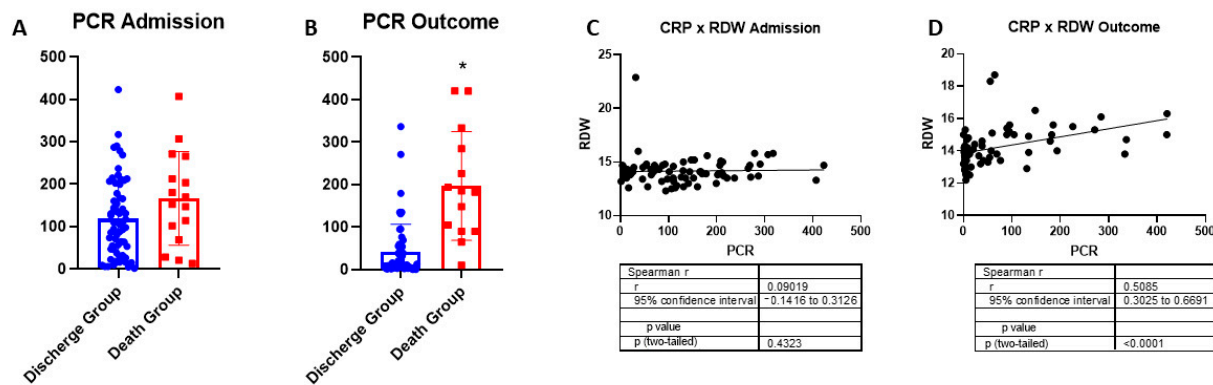 A
PCR Admission
500
400
300
200
100
0
Discharge Group
Death Group
B
PCR Outcome
*
500
400
300
200
100
0
Discharge Group
Death Group
C
CRP x RDW Admission
25
20
15
10
RDW
0 100 200 300 400 500
PCR
Spearman r
r 0.09019
95% confidence interval -0.1416 to 0.3126
p value
p (two-tailed) 0.4323
D
CRP x RDW Outcome
20
18
16
14
12
10
RDW
0 100 200 300 400 500
PCR
Spearman r
r 0.5085
95% confidence interval 0.3025 to 0.6691
p value
p (two-tailed) <0.0001